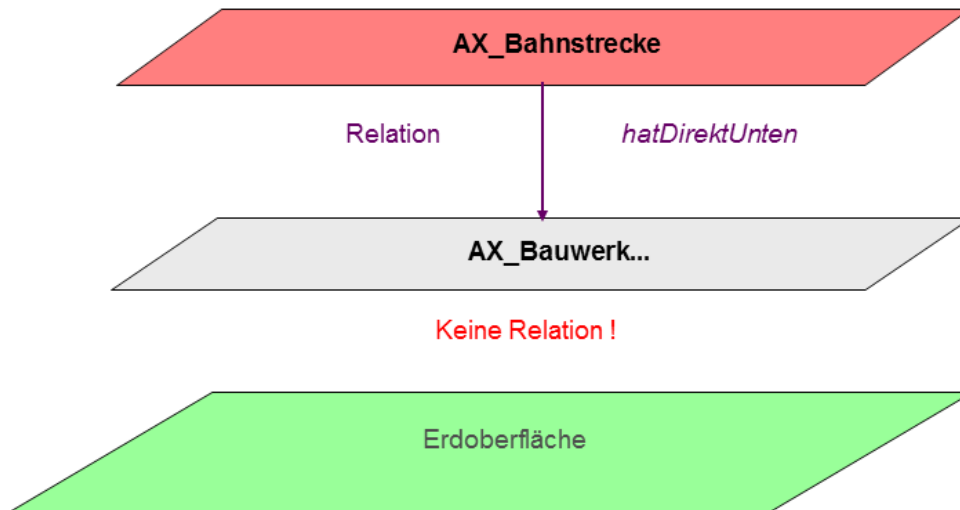 AX_Bahnstrecke
Relation hatDirektUnten
AX_Bauwerk...
Keine Relation !
Erdoberfläche